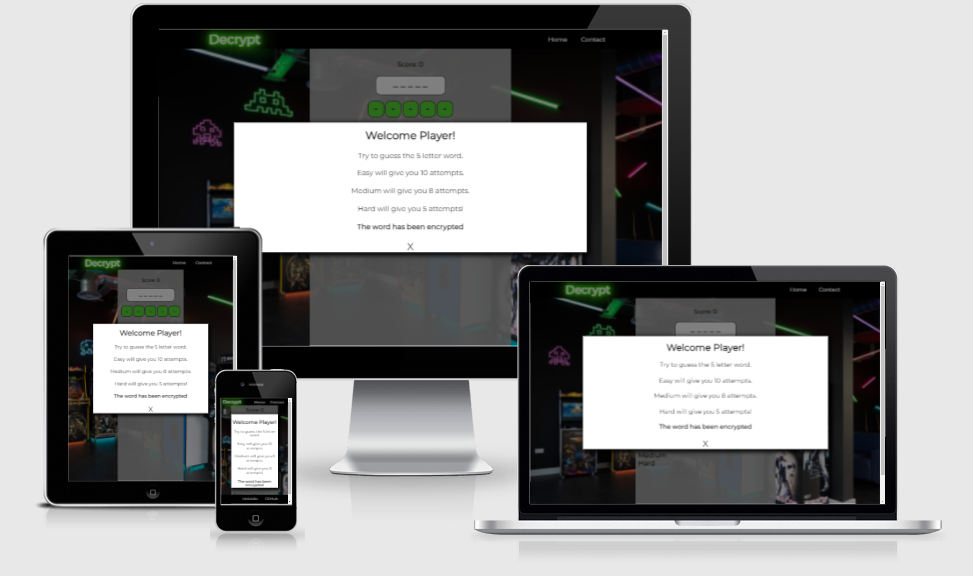 Decrypt
Home Contact
Score: 0
_ _ _ _ _
- - - - -
Welcome Player!
Try to guess the 5 letter word.
Easy will give you 10 attempts.
Medium will give you 8 attempts.
Hard will give you 5 attempts!
The word has been encrypted
X
Decrypt
Home Contact
Score: 0
_ _ _ _ _
- - - - -
Welcome Player!
Try to guess the 5 letter word.
Easy will give you 10 attempts.
Medium will give you 8 attempts.
Hard will give you 5 attempts!
The word has been encrypted
X
Decrypt
Home Contact
Score: 0
Welcome Player!
Try to guess the 5 letter
word.
Easy will give you 10
attempts.
Medium will give you 8
attempts.
Hard will give you 5
attempts!
The word has been
encrypted
LinkedIn GitHub
Decrypt
Home Contact
Score: 0
_ _ _ _ _
Welcome Player!
Try to guess the 5 letter word.
Easy will give you 10 attempts.
Medium will give you 8 attempts.
Hard will give you 5 attempts!
The word has been encrypted
X
Medium
Hard